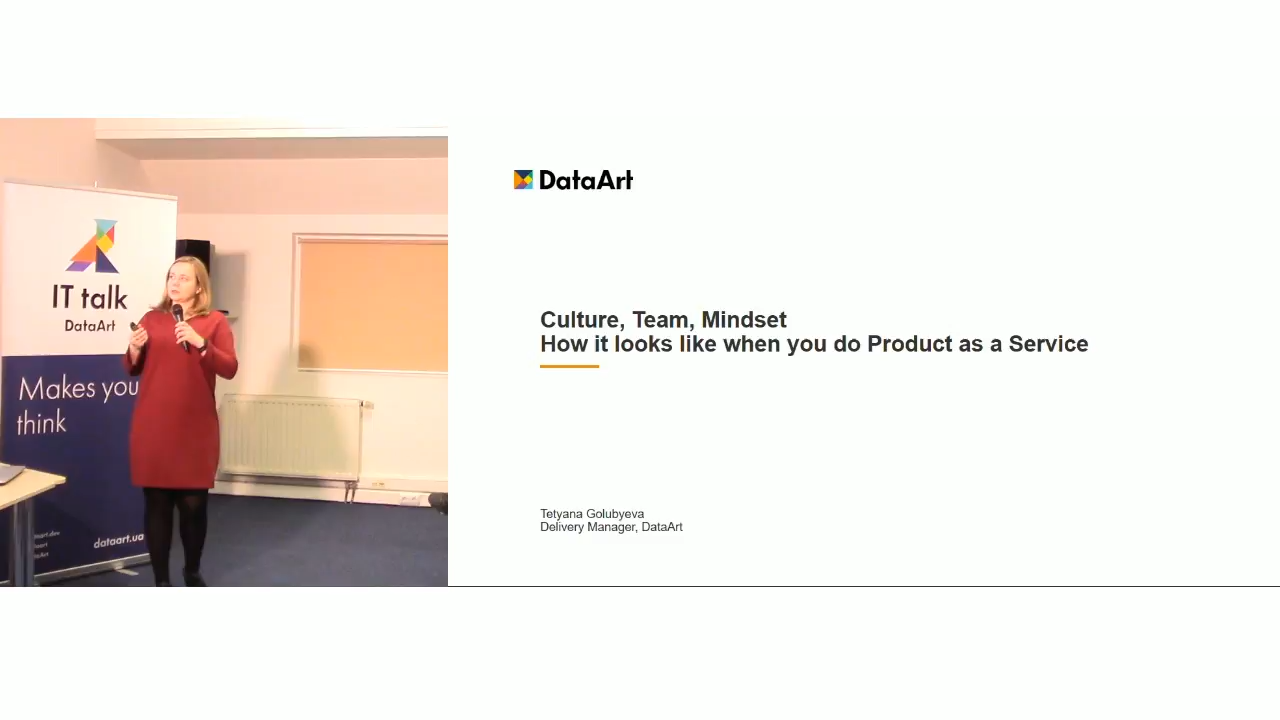 IT talk
DataArt
Makes you
think
dataart.ua
DataArt
Culture, Team, Mindset
How it looks like when you do Product as a Service
Tetyana Golubyeva
Delivery Manager, DataArt